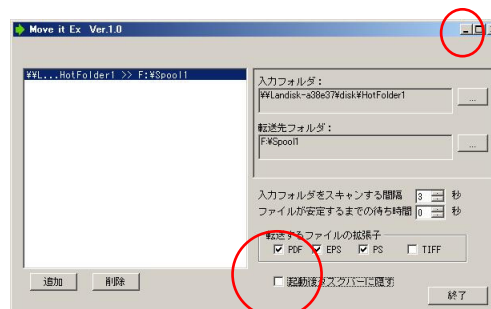 Move it Ex Ver.1.0
¥¥L...HotFolder1 >> F:¥Spool1
入力フォルダ：
¥¥Landisk-a38e37¥disk¥HotFolder1
...
転送先フォルダ：
F:¥Spool1
...
入力フォルダをスキャンする間隔 3 秒
ファイルが安定するまでの待ち時間 0 秒
転送するファイルの拡張子
PDF EPS PS TIFF
追加 削除
起動後タスクバーに隠す
終了